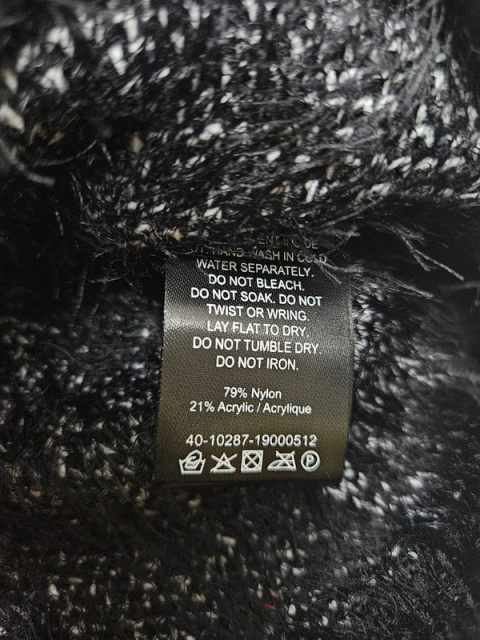 HAND WASH IN COLD
WATER SEPARATELY.
DO NOT BLEACH.
DO NOT SOAK. DO NOT
TWIST OR WRING.
LAY FLAT TO DRY.
DO NOT TUMBLE DRY.
DO NOT IRON.
79% Nylon
21% Acrylic / Acrylique
40-10287-19000512
P